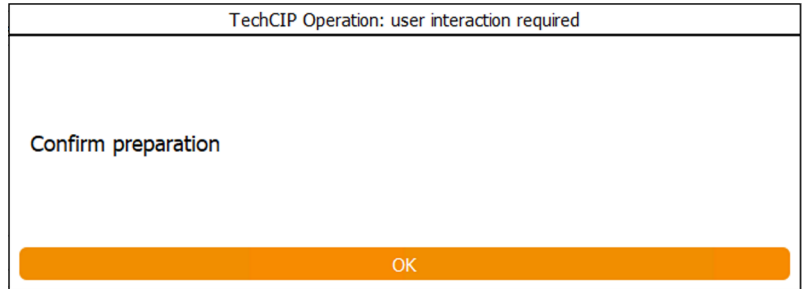 TechCIP Operation: user interaction required
Confirm preparation
OK